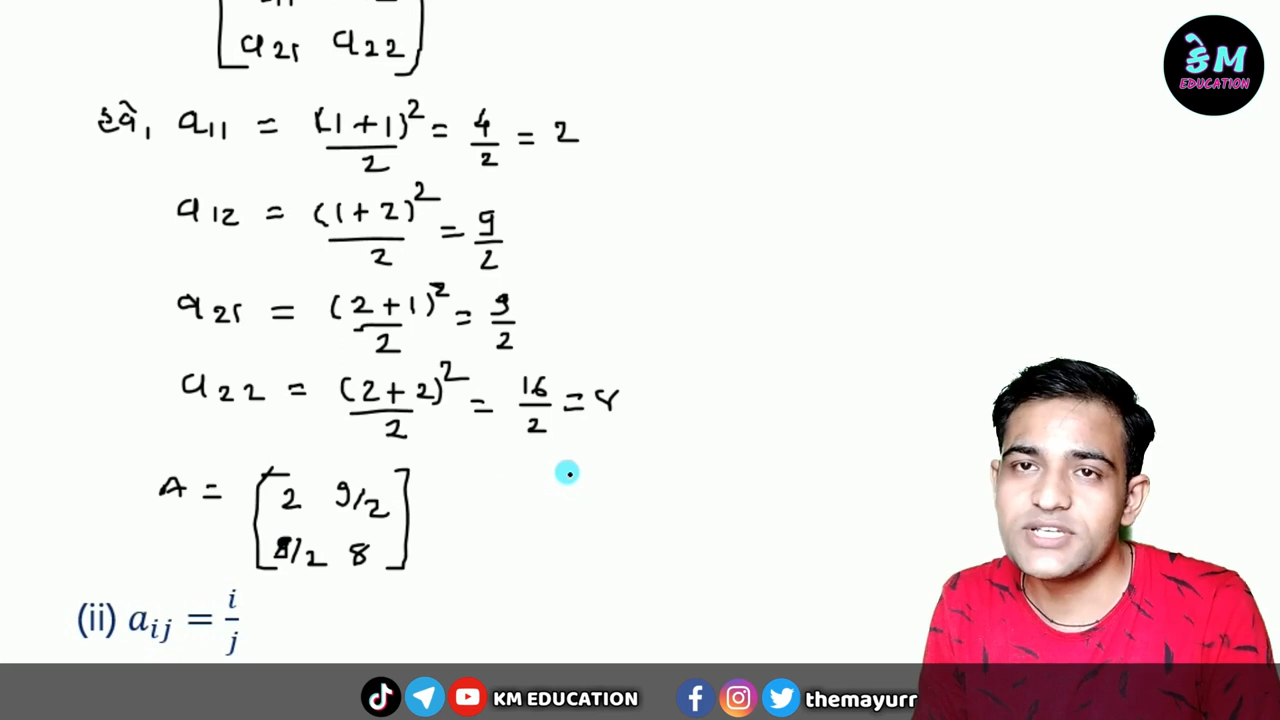 કેM
EDUCATION
a21 a22
હવે, a11 = (1+1)^2/2 = 4/2 = 2
a12 = (1+2)^2/2 = 9/2
a21 = (2+1)^2/2 = 9/2
a22 = (2+2)^2/2 = 16/2 = 8
A = [2 9/2
/2 8]
(ii) aij = i/j
KM EDUCATION themayurr